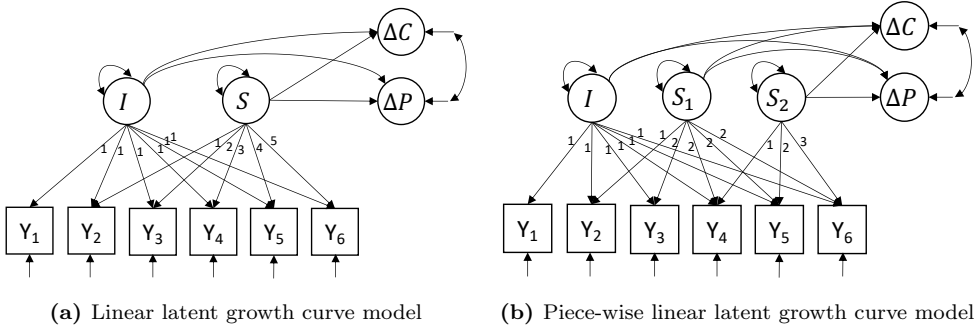 ΔC ΔC
I S ΔP I S₁ S₂ ΔP
1 1 1 1 1 1 1 2 3 4 5 1 1 1 1 1 1 1 2 2 2 2 1 2 3
Y₁ Y₂ Y₃ Y₄ Y₅ Y₆ Y₁ Y₂ Y₃ Y₄ Y₅ Y₆
(a) Linear latent growth curve model (b) Piece-wise linear latent growth curve model